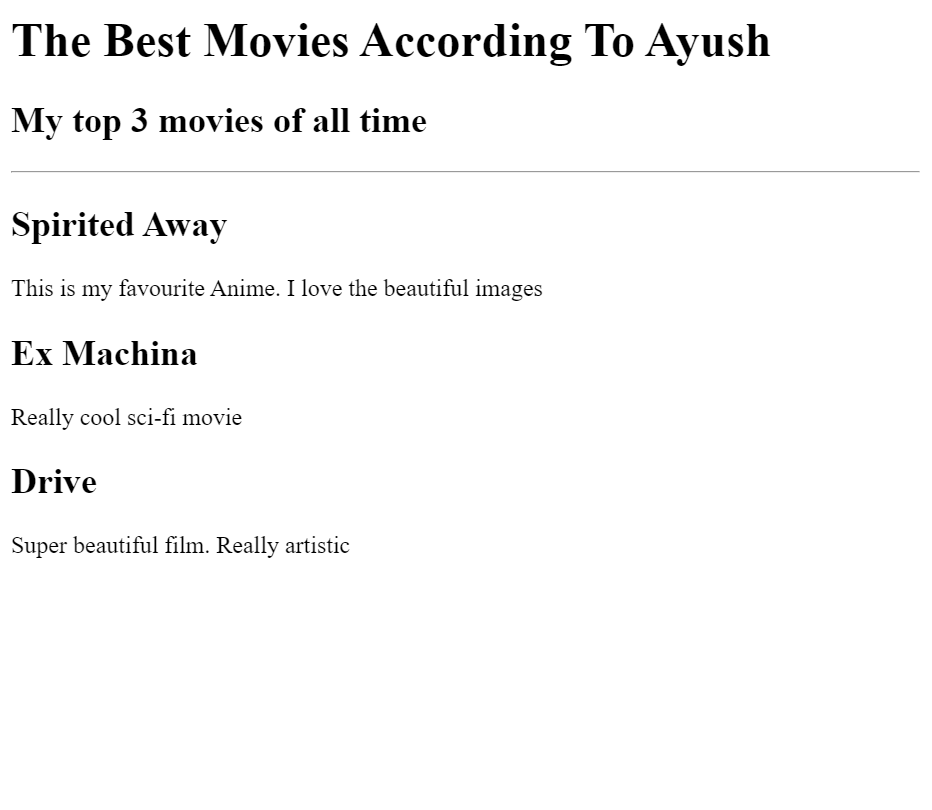 The Best Movies According To Ayush
My top 3 movies of all time
Spirited Away
This is my favourite Anime. I love the beautiful images
Ex Machina
Really cool sci-fi movie
Drive
Super beautiful film. Really artistic